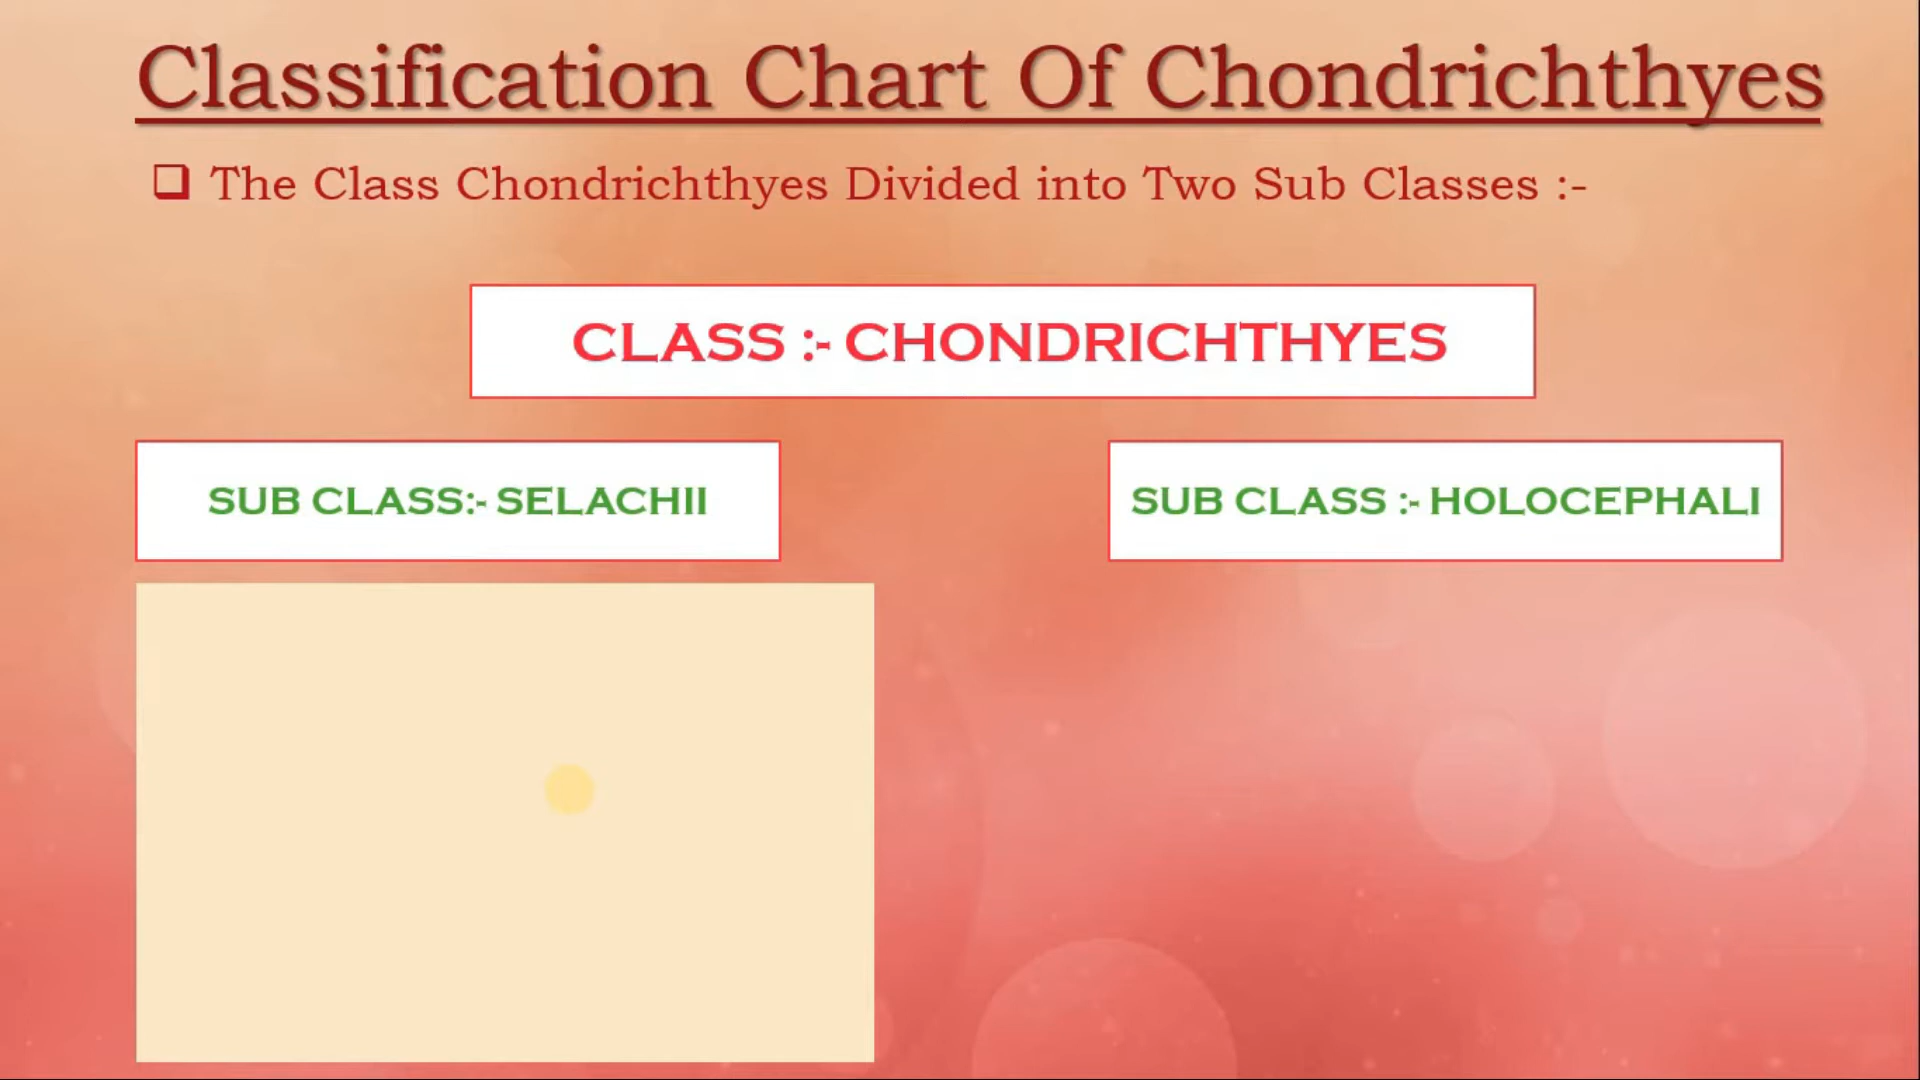 Classification Chart Of Chondrichthyes
❑ The Class Chondrichthyes Divided into Two Sub Classes :-
CLASS :- CHONDRICHTHYES
SUB CLASS:- SELACHII
SUB CLASS :- HOLOCEPHALI